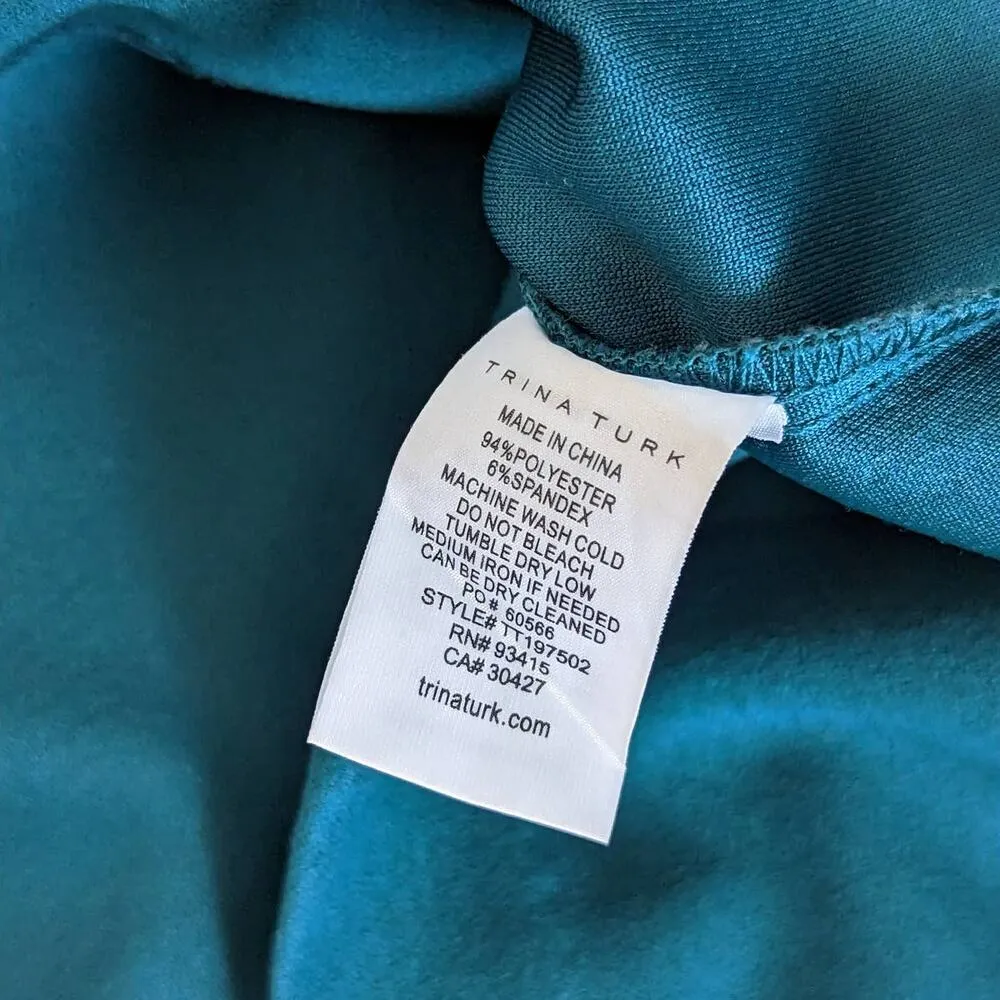 TRINA TURK
MADE IN CHINA
94%POLYESTER
6%SPANDEX
MACHINE WASH COLD
DO NOT BLEACH
TUMBLE DRY LOW
MEDIUM IRON IF NEEDED
CAN BE DRY CLEANED
PO# 60566
STYLE# TT197502
RN# 93415
CA# 30427
trinaturk.com